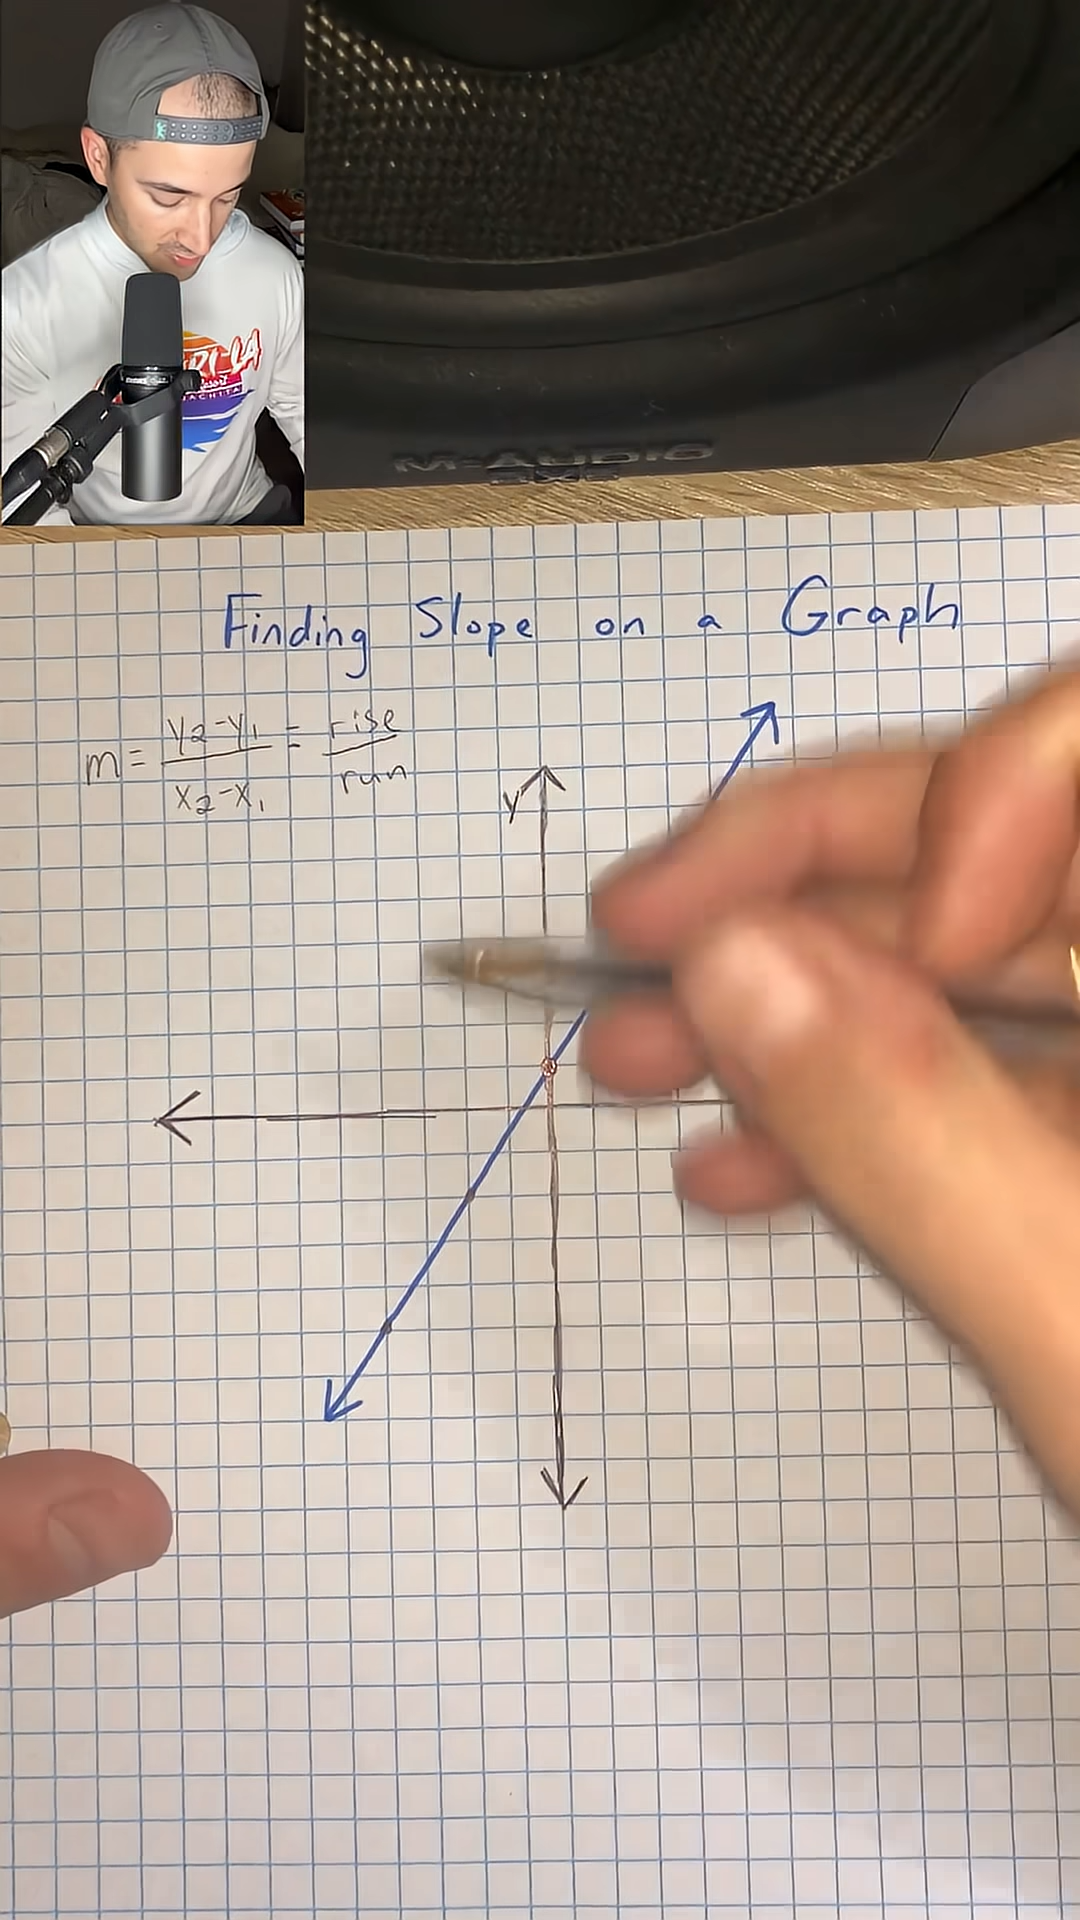 M-AUDIO
Finding Slope on a Graph
m = y₂-y₁ / x₂-x₁ = rise / run
y